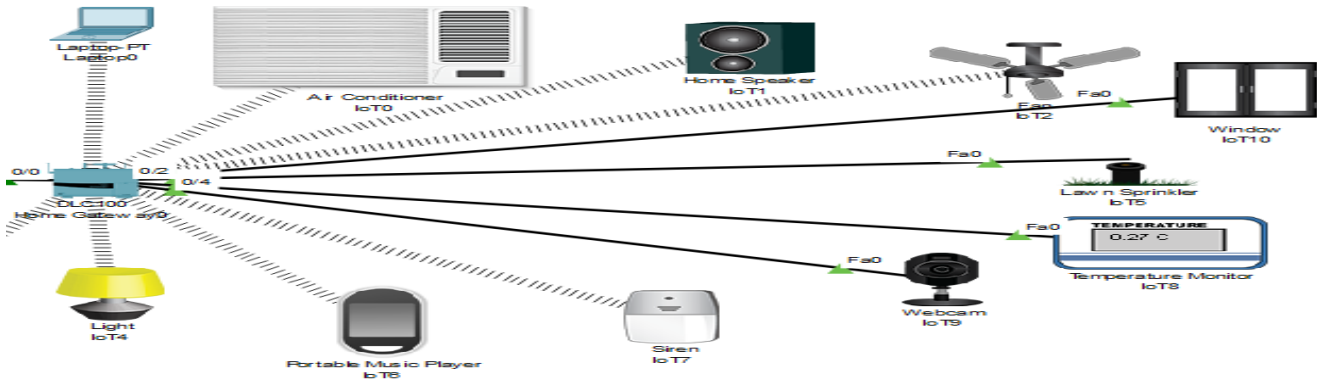 Laptop-PT
Laptop0
Air Conditioner
IoT0
Home Speaker
IoT1
Fan
IoT2
Fa0
Window
IoT10
Fa0
Lawn Sprinkler
IoT5
0/0
0/2
0/4
DLC100
Home Gateway0
Fa0
TEMPERATURE
0.27 C
Temperature Monitor
IoT8
Fa0
Webcam
IoT9
Light
IoT4
Portable Music Player
IoT6
Siren
IoT7